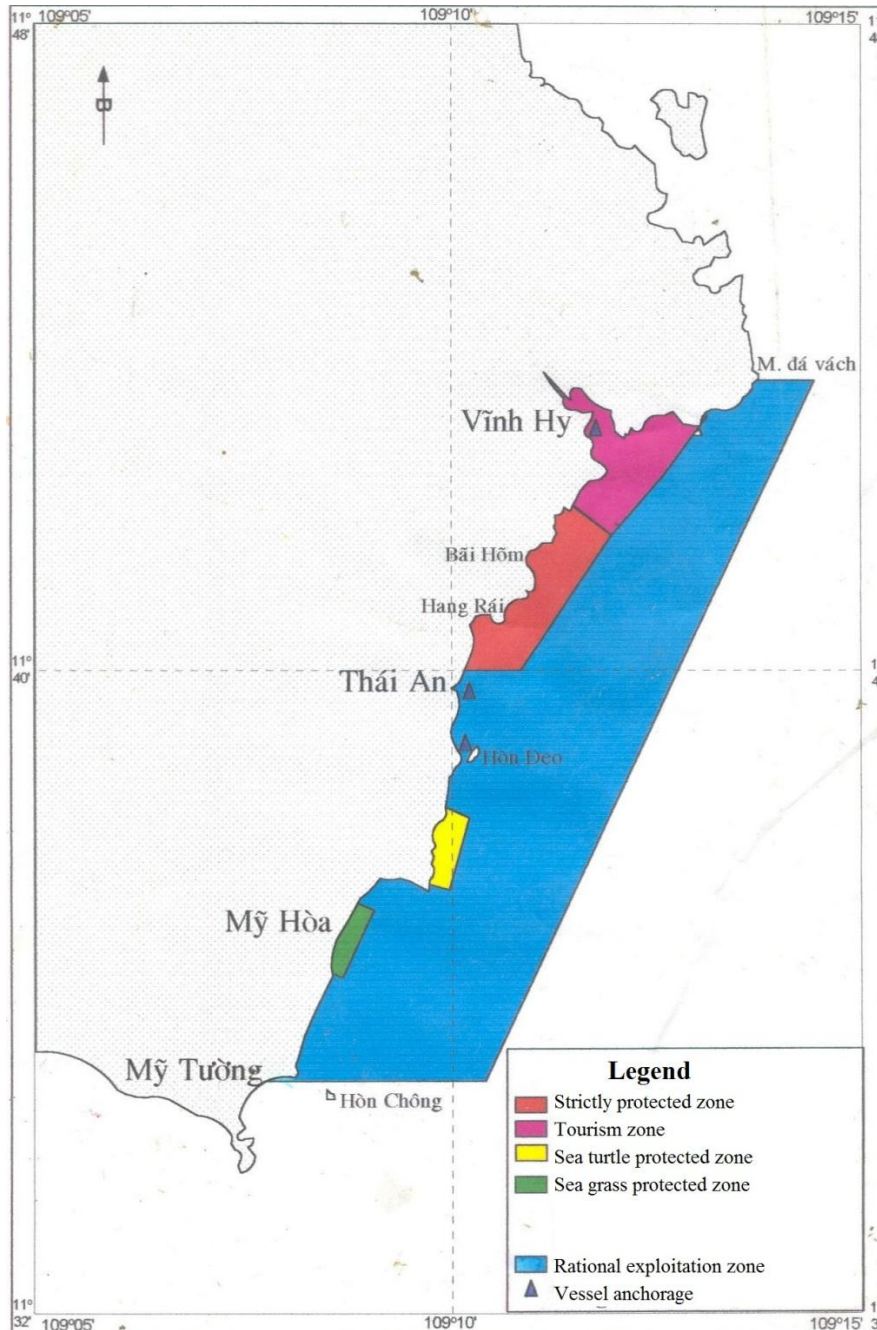 109°05' 109°10' 109°15'
11°
48'
B
M. đá vách
Vĩnh Hy
Bãi Hõm
Hang Rái
11°
40'
Thái An
Hòn Đeo
Mỹ Hòa
Mỹ Tường
Hòn Chông
Legend
Strictly protected zone
Tourism zone
Sea turtle protected zone
Sea grass protected zone
Rational exploitation zone
Vessel anchorage
11°
32'
109°05' 109°10' 109°15'